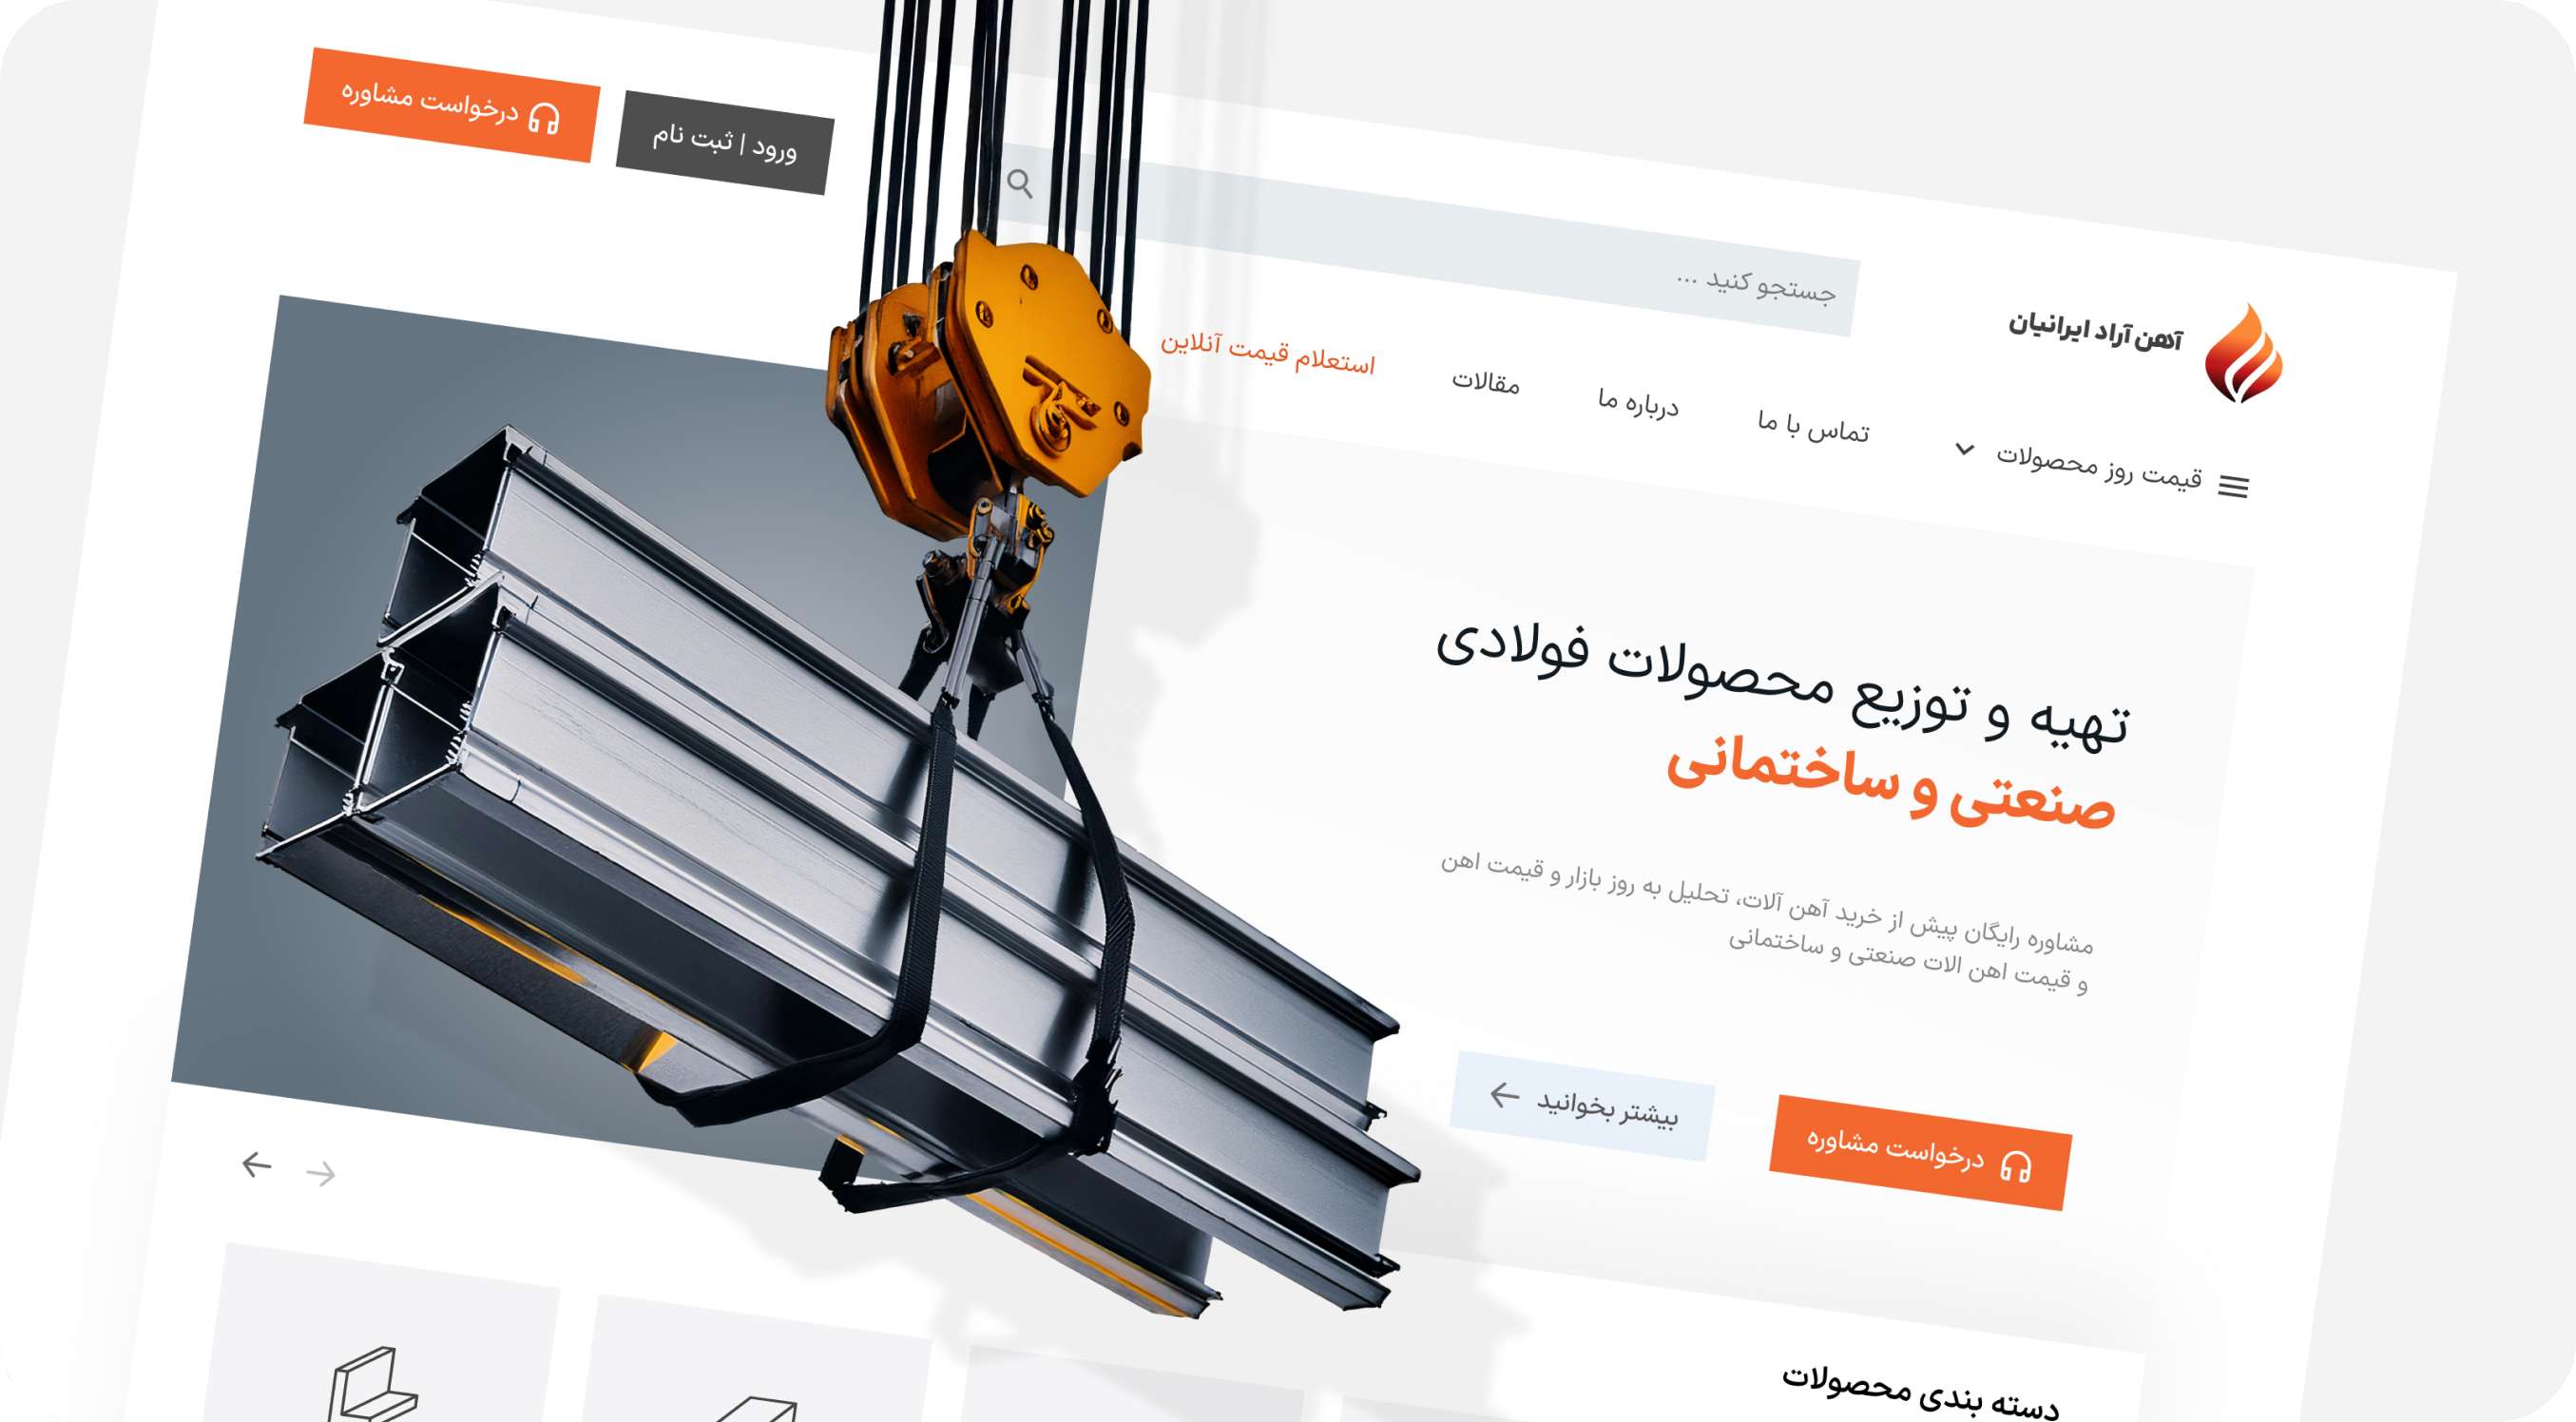 آهن آراد ایرانیان
جستجو کنید ...
ورود | ثبت نام
درخواست مشاوره
قیمت روز محصولات
تماس با ما
درباره ما
مقالات
استعلام قیمت آنلاین
تهیه و توزیع محصولات فولادی
صنعتی و ساختمانی
مشاوره رایگان پیش از خرید آهن آلات، تحلیل به روز بازار و قیمت اهن
و قیمت اهن الات صنعتی و ساختمانی
درخواست مشاوره
بیشتر بخوانید
دسته بندی محصولات